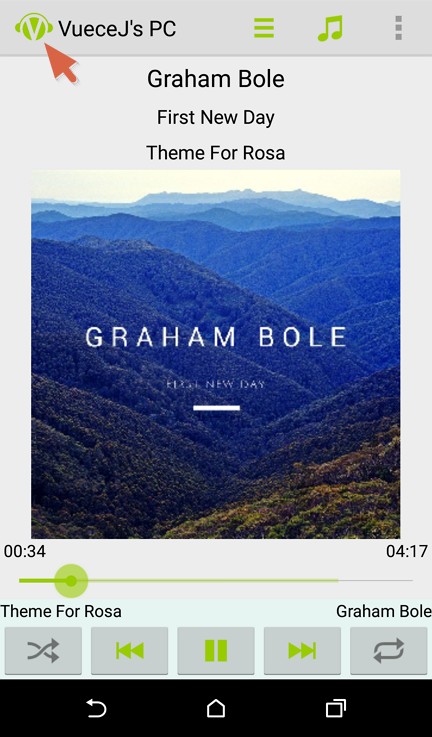 VueceJ's PC
Graham Bole
First New Day
Theme For Rosa
GRAHAM BOLE
FIRST NEW DAY
00:34 04:17
Theme For Rosa Graham Bole